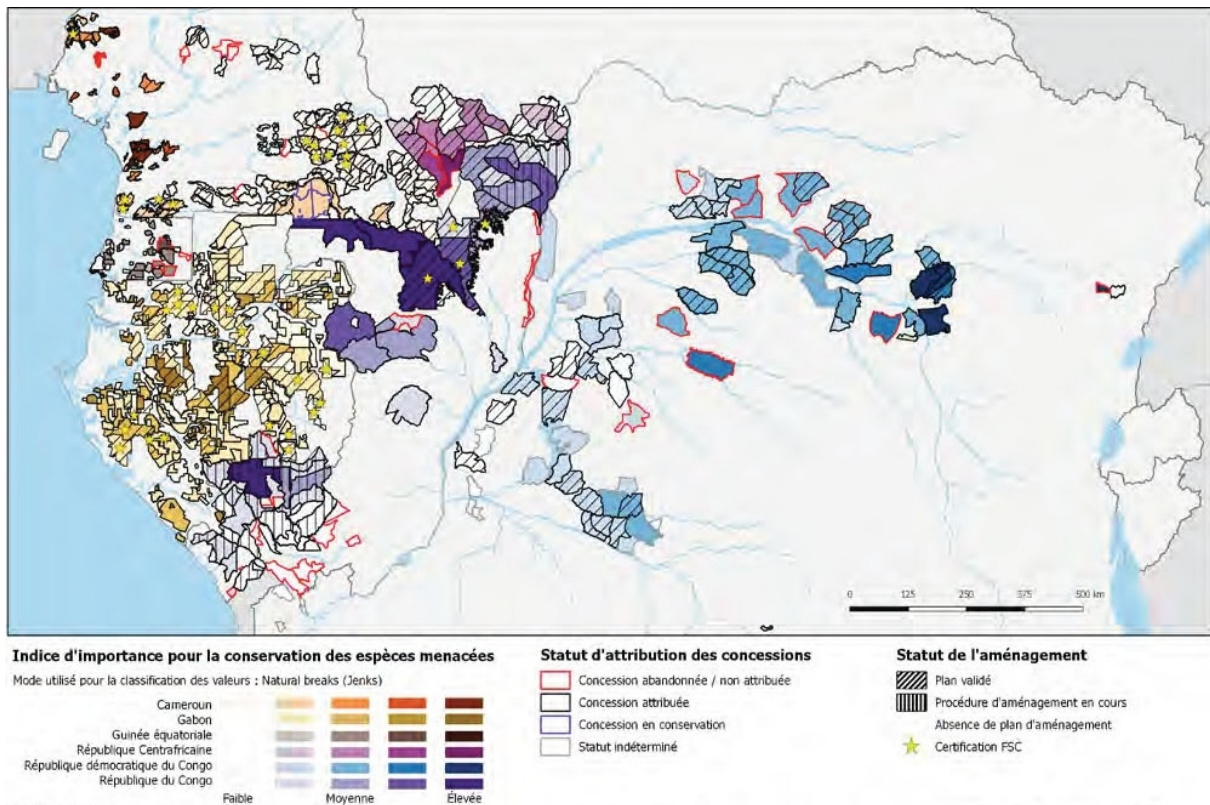 0 125 250 375 500 km
Indice d'importance pour la conservation des espèces menacées
Mode utilisé pour la classification des valeurs : Natural breaks (Jenks)
Cameroun
Gabon
Guinée équatoriale
République Centrafricaine
République démocratique du Congo
République du Congo
Faible Moyenne Élevée
Statut d'attribution des concessions
Concession abandonnée / non attribuée
Concession attribuée
Concession en conservation
Statut indéterminé
Statut de l'aménagement
Plan validé
Procédure d'aménagement en cours
Absence de plan d'aménagement
Certification FSC